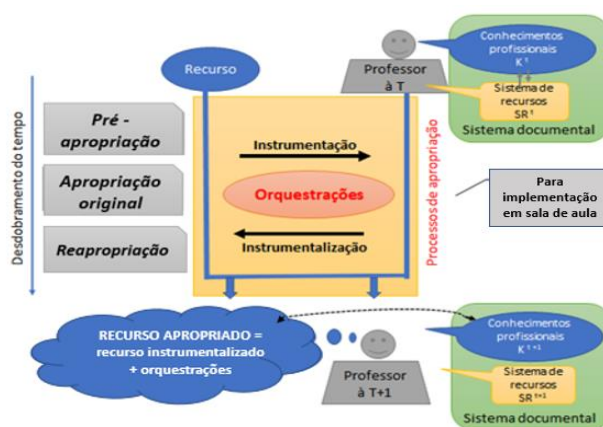 Recurso
Professor
à T
Conhecimentos
profissionais
K t
T +
Sistema de
recursos
SR t
Sistema documental
Desdobramento do tempo
Pré -
apropriação
Apropriação
original
Reapropriação
Instrumentação
Orquestrações
Instrumentalização
Processos de apropriação
Para
implementação
em sala de aula
RECURSO APROPRIADO =
recurso instrumentalizado
+ orquestrações
Professor
à T+1
Conhecimentos
profissionais
K t +1
Sistema de
recursos
SR t+1
Sistema documental